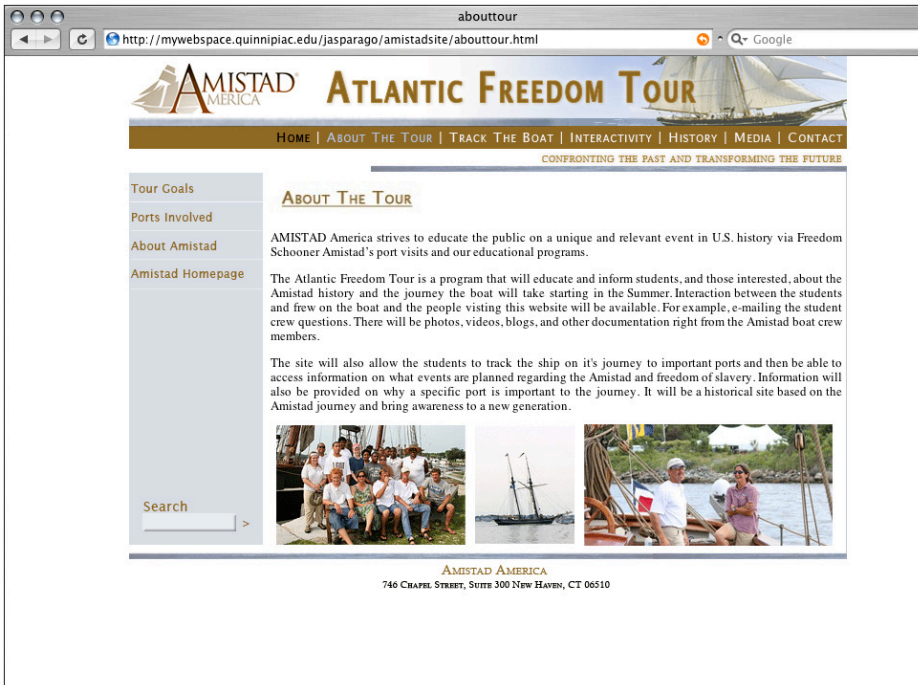 abouttour
http://mywebspace.quinnipiac.edu/jasparago/amistadsite/abouttour.html
Google
AMISTAD
AMERICA
ATLANTIC FREEDOM TOUR
HOME | ABOUT THE TOUR | TRACK THE BOAT | INTERACTIVITY | HISTORY | MEDIA | CONTACT
CONFRONTING THE PAST AND TRANSFORMING THE FUTURE
Tour Goals
Ports Involved
About Amistad
Amistad Homepage
Search
>
ABOUT THE TOUR
AMISTAD America strives to educate the public on a unique and relevant event in U.S. history via Freedom
Schooner Amistad's port visits and our educational programs.
The Atlantic Freedom Tour is a program that will educate and inform students, and those interested, about the
Amistad history and the journey the boat will take starting in the Summer. Interaction between the students
and frew on the boat and the people visting this website will be available. For example, e-mailing the student
crew questions. There will be photos, videos, blogs, and other documentation right from the Amistad boat crew
members.
The site will also allow the students to track the ship on it's journey to important ports and then be able to
access information on what events are planned regarding the Amistad and freedom of slavery. Information will
also be provided on why a specific port is important to the journey. It will be a historical site based on the
Amistad journey and bring awareness to a new generation.
AMISTAD AMERICA
746 CHAPEL STREET, SUITE 300 NEW HAVEN, CT 06510